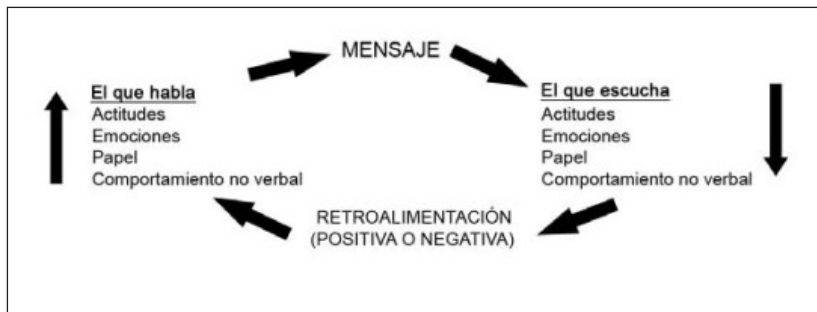 MENSAJE
El que habla
Actitudes
Emociones
Papel
Comportamiento no verbal
El que escucha
Actitudes
Emociones
Papel
Comportamiento no verbal
RETROALIMENTACIÓN
(POSITIVA O NEGATIVA)